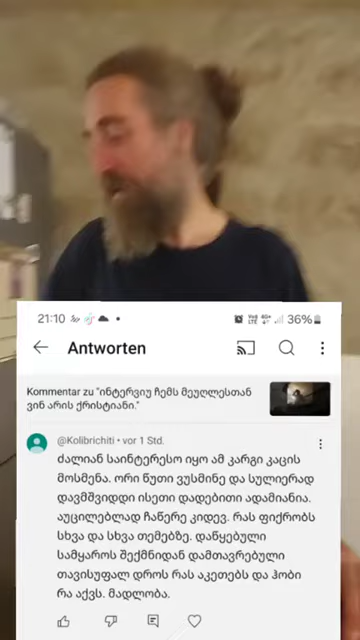 21:10
36%
Antworten
Kommentar zu "ინტერვიუ ჩემს მეუღლესთან
ვინ არის ქრისტიანი."
@Kolibrichiti • vor 1 Std.
ძალიან საინტერესო იყო ამ კარგი კაცის
მოსმენა. ორი წუთი ვუსმინე და სულიერად
დავმშვიდდი ისეთი დადებითი ადამიანია.
აუცილებლად ჩაწერე კიდევ. რას ფიქრობს
სხვა და სხვა თემებზე. დაწყებული
სამყაროს შექმნიდან დამთავრებული
თავისუფალ დროს რას აკეთებს და ჰობი
რა აქვს. მადლობა.